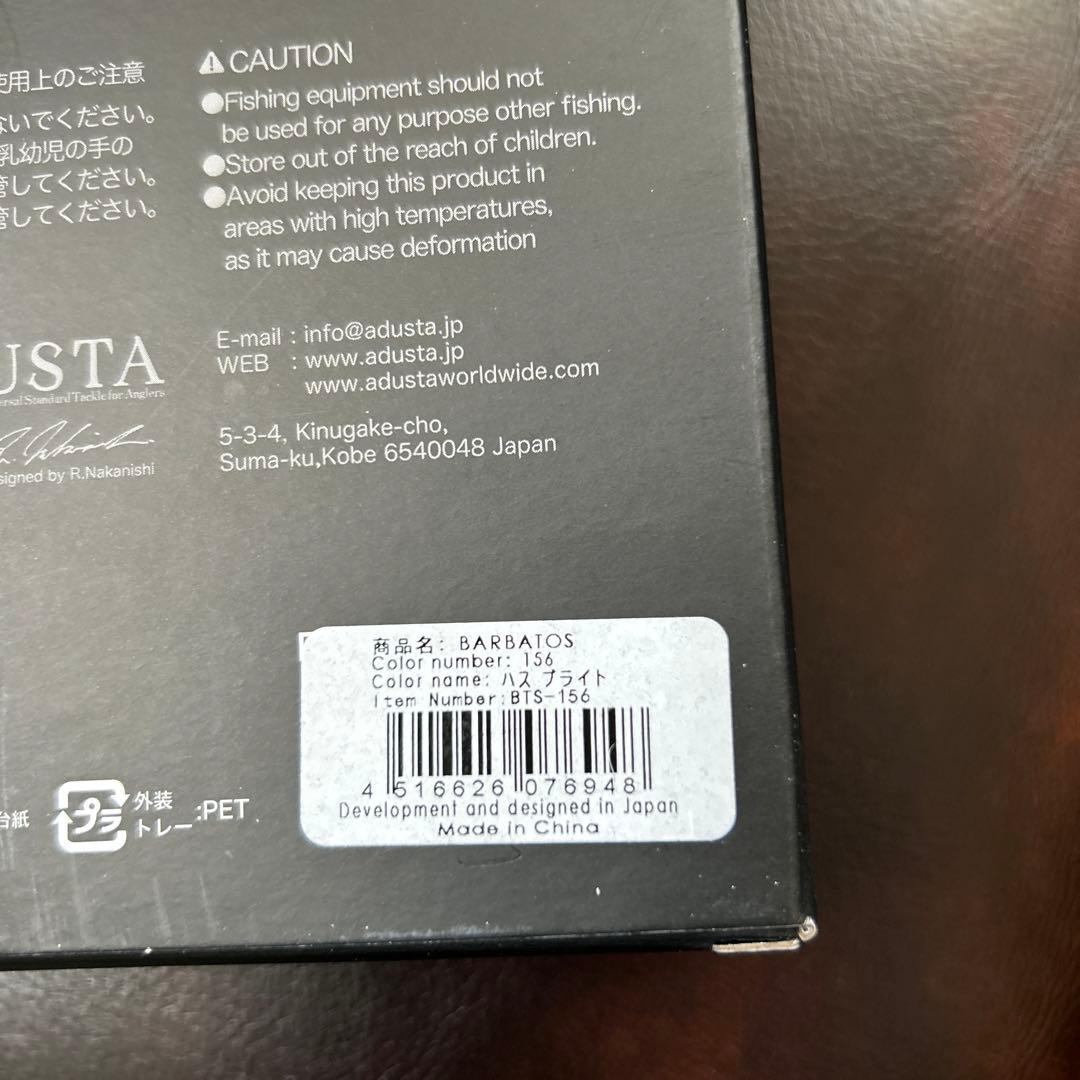 使用上のご注意
ないでください。
乳幼児の手の
管してください。
管してください。
CAUTION
●Fishing equipment should not
be used for any purpose other fishing.
●Store out of the reach of children.
●Avoid keeping this product in
areas with high temperatures,
as it may cause deformation
USTA
ersal Standard Tackle for Anglers
signed by R.Nakanishi
E-mail : info@adusta.jp
WEB : www.adusta.jp
www.adustaworldwide.com
5-3-4, Kinugake-cho,
Suma-ku,Kobe 6540048 Japan
商品名: BARBATOS
Color number: 156
Color name: ハス ブライト
Item Number:BTS-156
4 516626 076948
Development and designed in Japan
Made in China
台紙
プラ
外装
トレー:PET